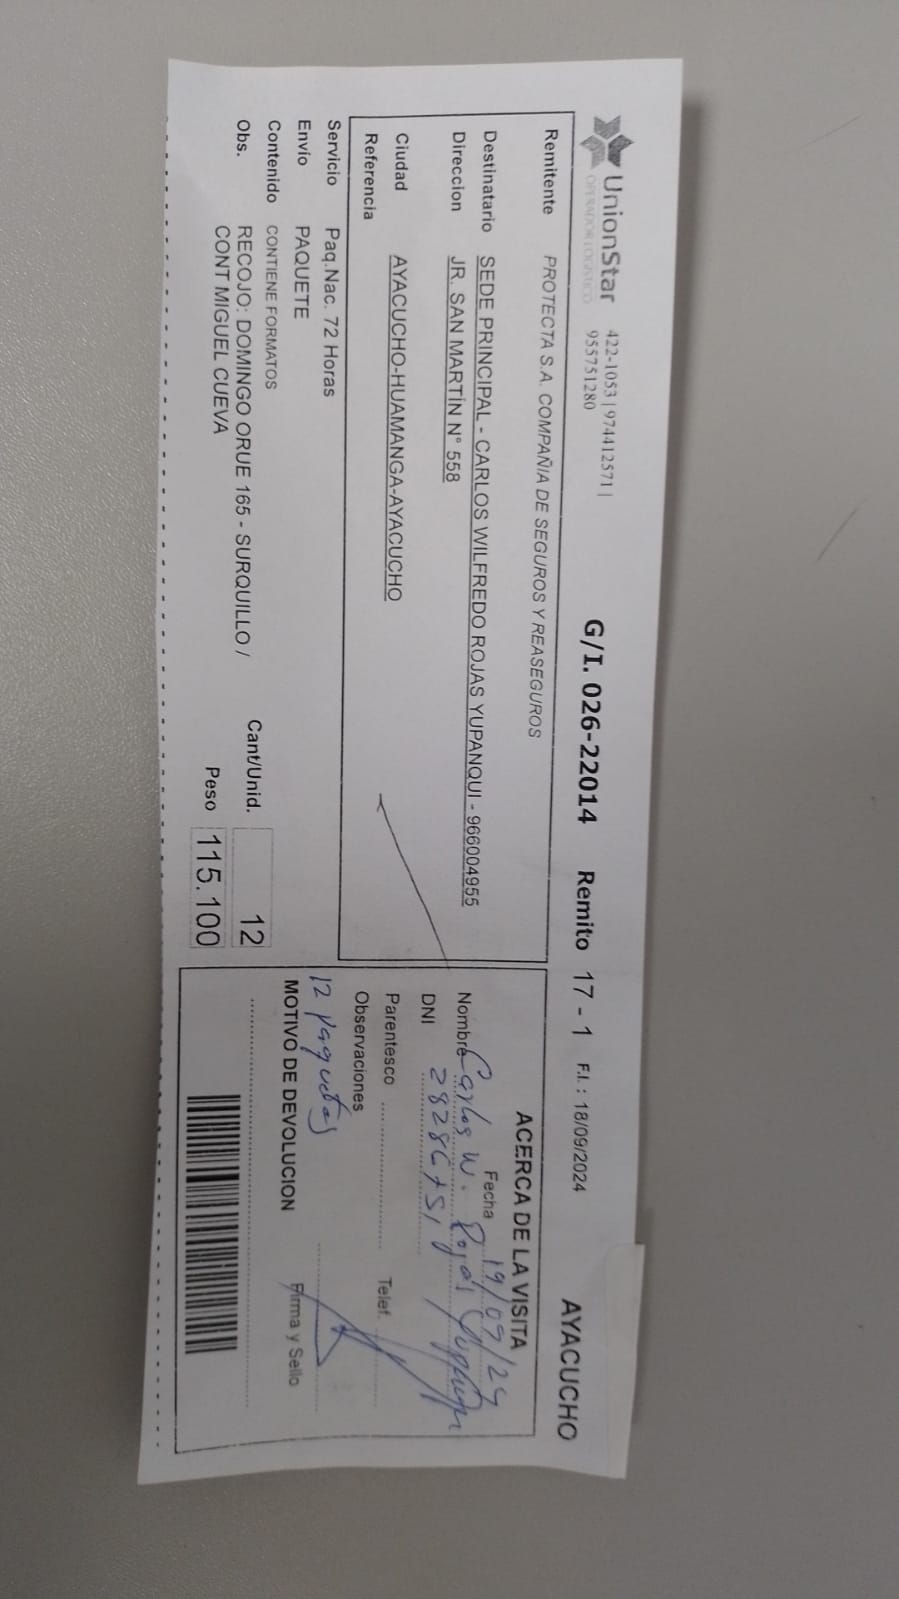 UnionStar
OPERADOR LOGISTICO
422-1053 | 974412571 |
955751280
G/I. 026-22014 Remito 17 - 1 F.I. : 18/09/2024 AYACUCHO
Remitente PROTECTA S.A. COMPAÑIA DE SEGUROS Y REASEGUROS
Destinatario SEDE PRINCIPAL - CARLOS WILFREDO ROJAS YUPANQUI - 966004955
Direccion JR. SAN MARTÍN N° 558
Ciudad AYACUCHO-HUAMANGA-AYACUCHO
Referencia
Servicio Paq.Nac. 72 Horas
Envío PAQUETE
Contenido CONTIENE FORMATOS
Obs. RECOJO: DOMINGO ORUE 165 - SURQUILLO /
CONT MIGUEL CUEVA
Cant/Unid. 12
Peso 115.100
ACERCA DE LA VISITA
Fecha 19/09/24
Nombre Carlos W. Rojas Yupanqui
DNI
Parentesco Telef.
Observaciones
12 paquetes
Firma y Sello
MOTIVO DE DEVOLUCION